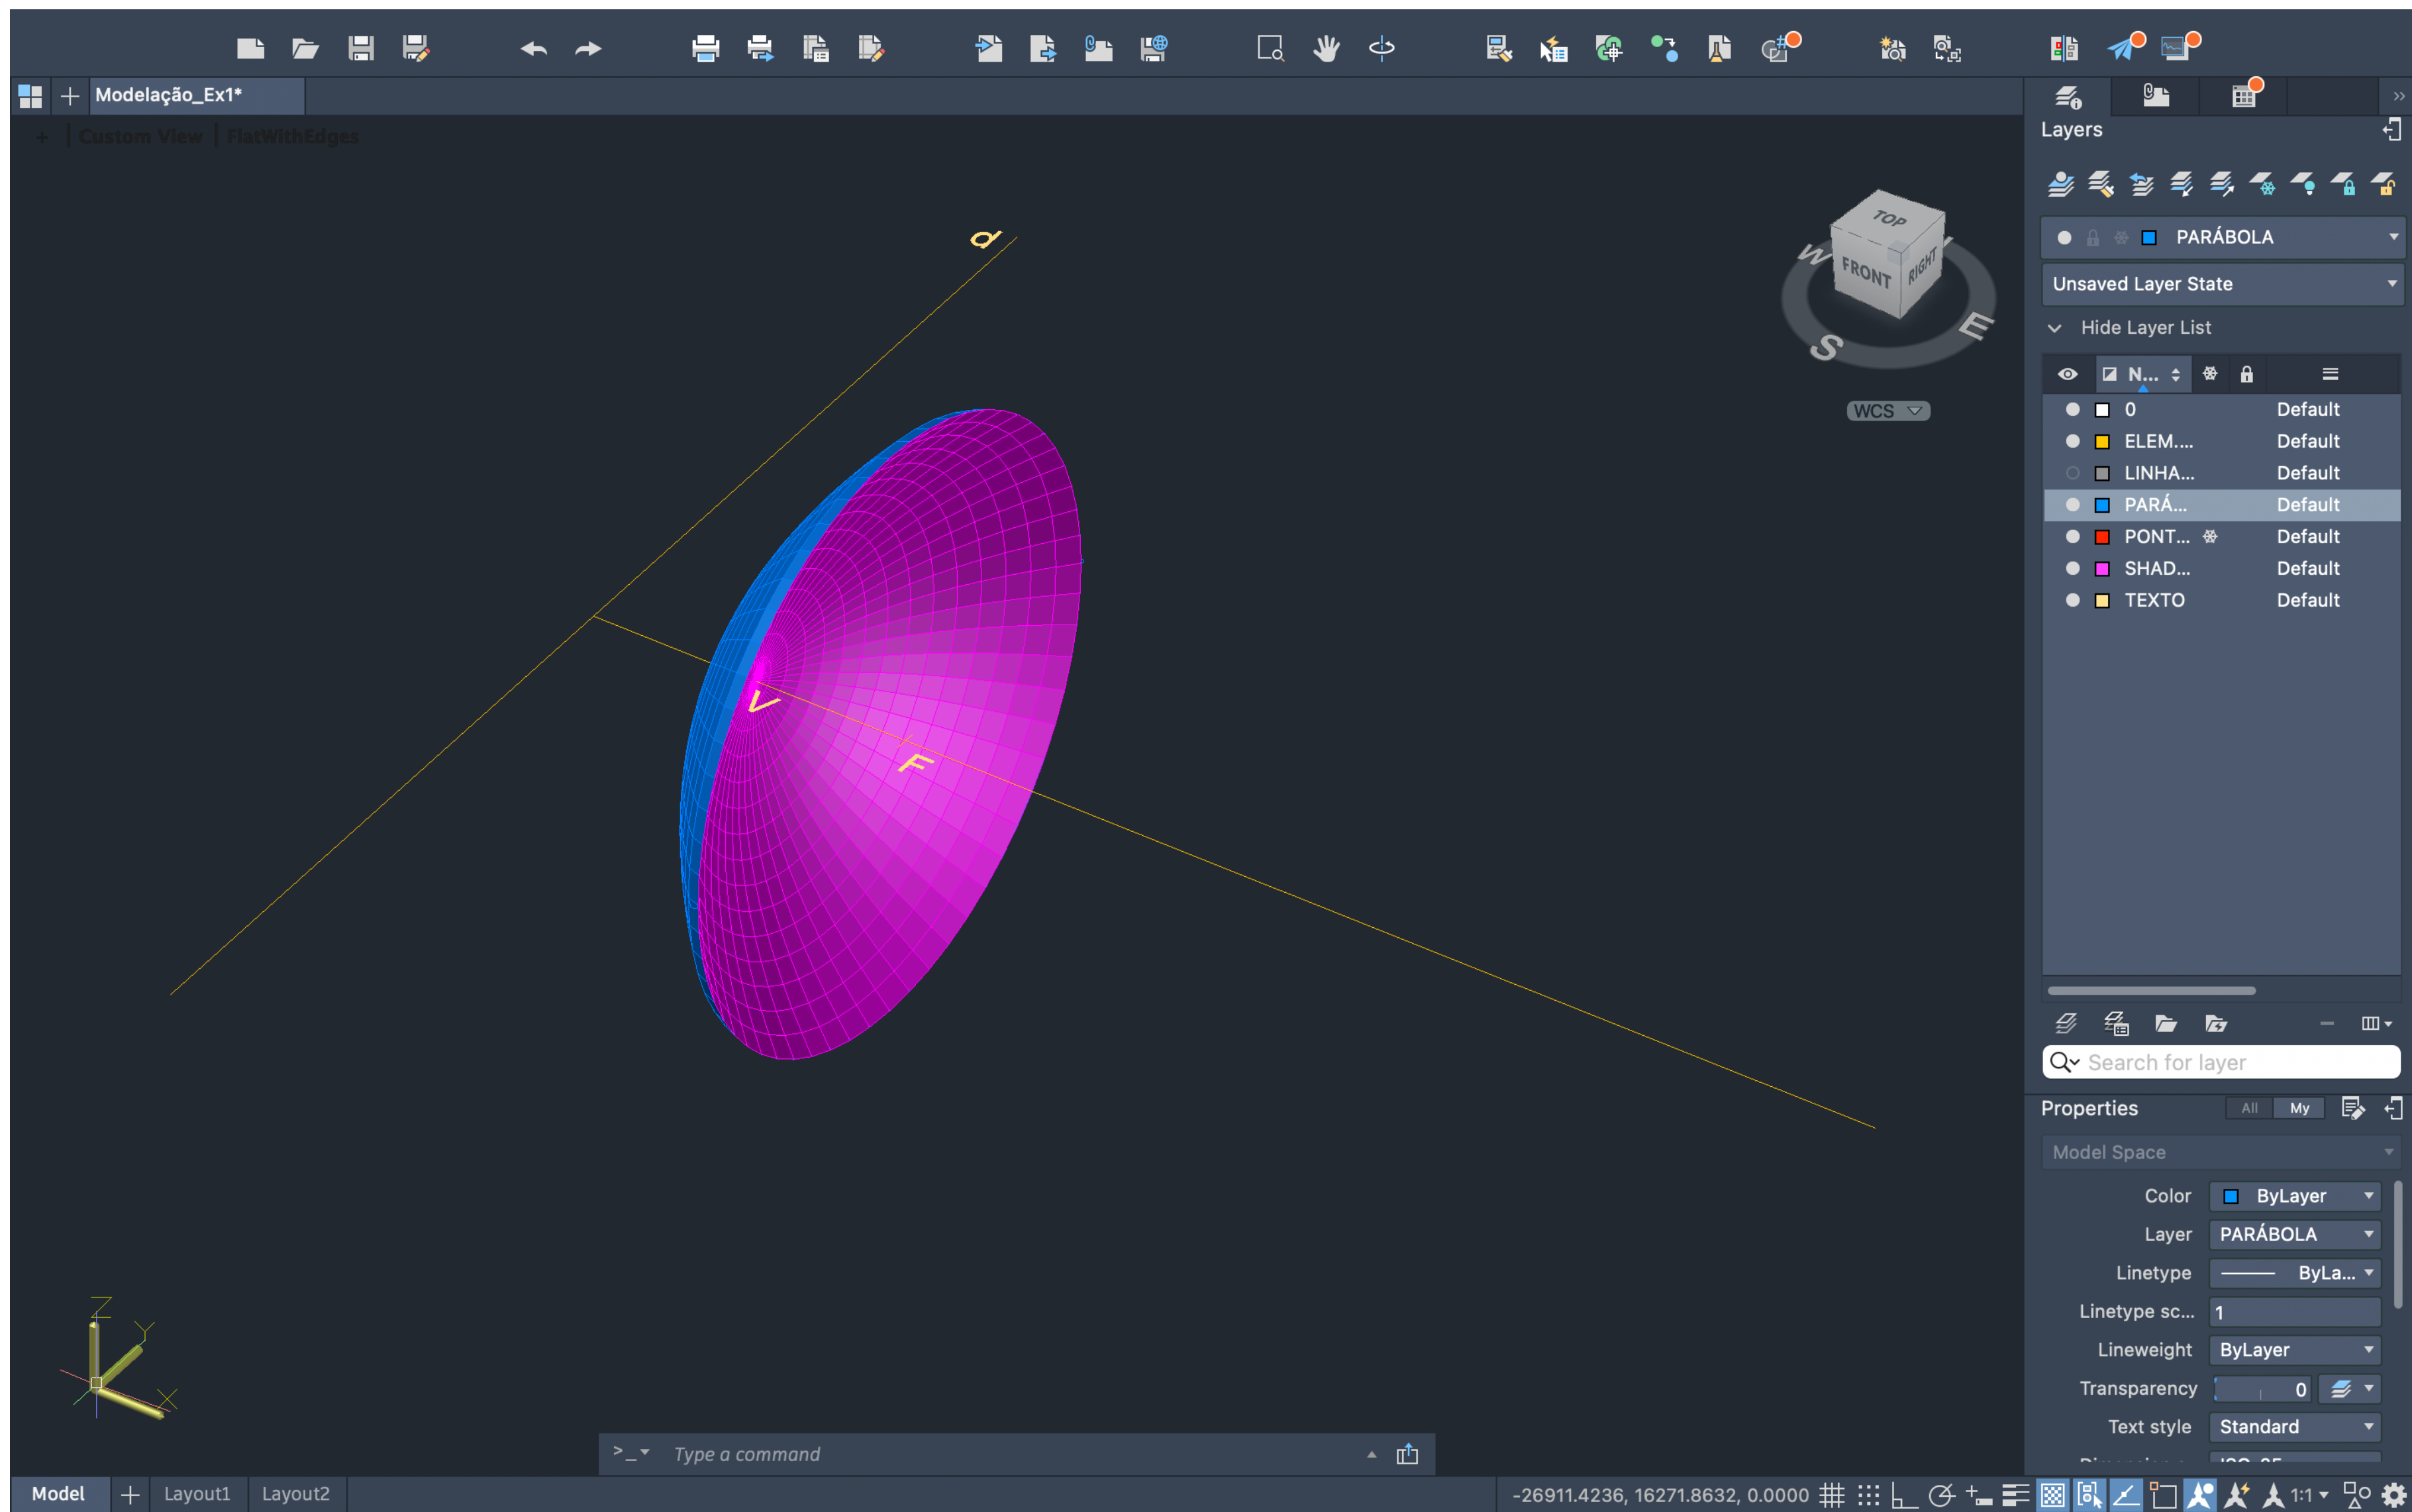 Modelação_Ex1*
+ | Custom View | FlatWithEdges
d
V
F
TOP
FRONT
RIGHT
W
S
E
WCS
Z
Y
X
>_ Type a command
Model
Layout1
Layout2
-26911.4236, 16271.8632, 0.0000
1:1
Layers
PARÁBOLA
Unsaved Layer State
Hide Layer List
N...
0 Default
ELEM.... Default
LINHA... Default
PARÁ... Default
PONT... Default
SHAD... Default
TEXTO Default
Search for layer
Properties All My
Model Space
Color ByLayer
Layer PARÁBOLA
Linetype ByLa...
Linetype sc... 1
Lineweight ByLayer
Transparency 0
Text style Standard